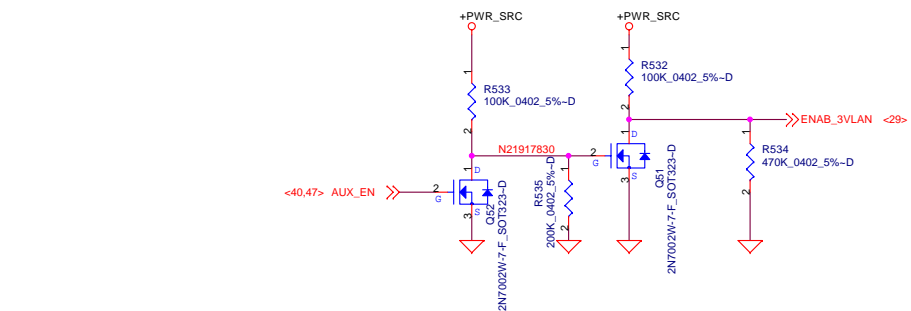 +PWR_SRC
+PWR_SRC
1
R533
100K_0402_5%~D
2
1
R532
100K_0402_5%~D
2
ENAB_3VLAN <29>
N21917830
1
D
2
G
S
3
Q51
2N7002W-7-F_SOT323~D
1
R534
470K_0402_5%~D
2
<40,47> AUX_EN
1
D
2
G
S
3
Q52
2N7002W-7-F_SOT323~D
1
R535
200K_0402_5%~D
2